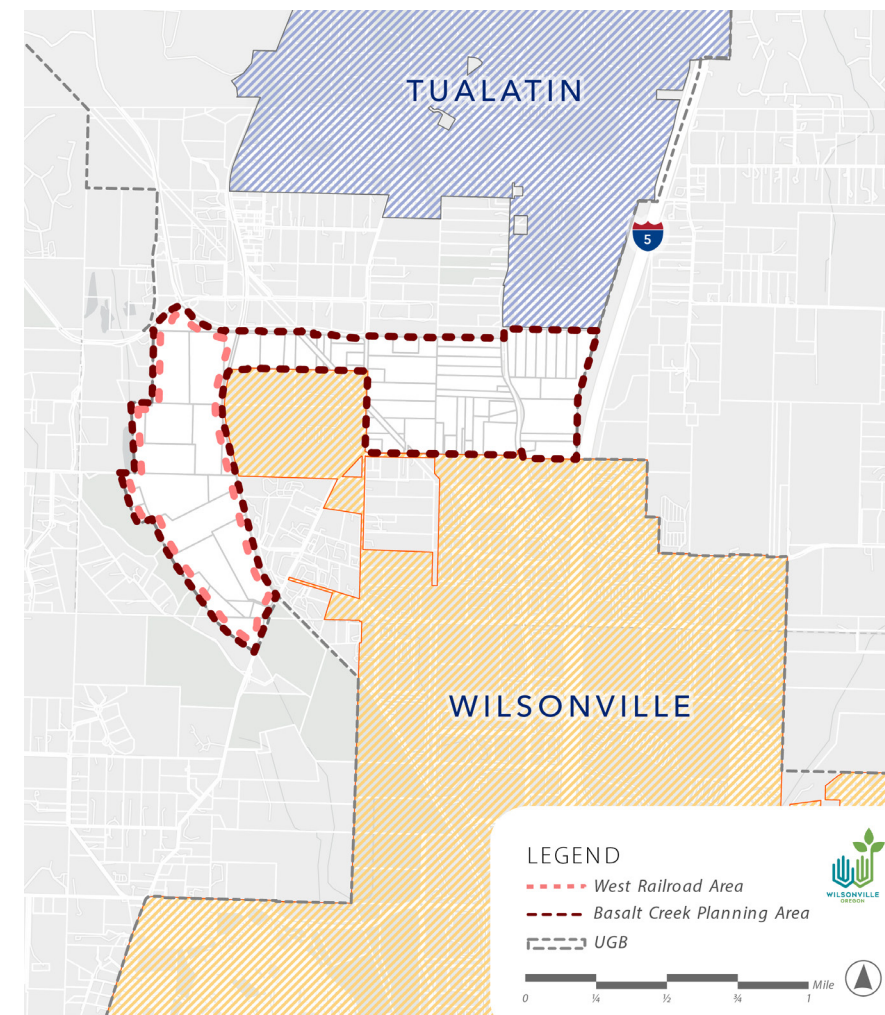 TUALATIN
5
WILSONVILLE
LEGEND
West Railroad Area
Basalt Creek Planning Area
UGB
WILSONVILLE
OREGON
0 ¼ ½ ¾ 1 Mile